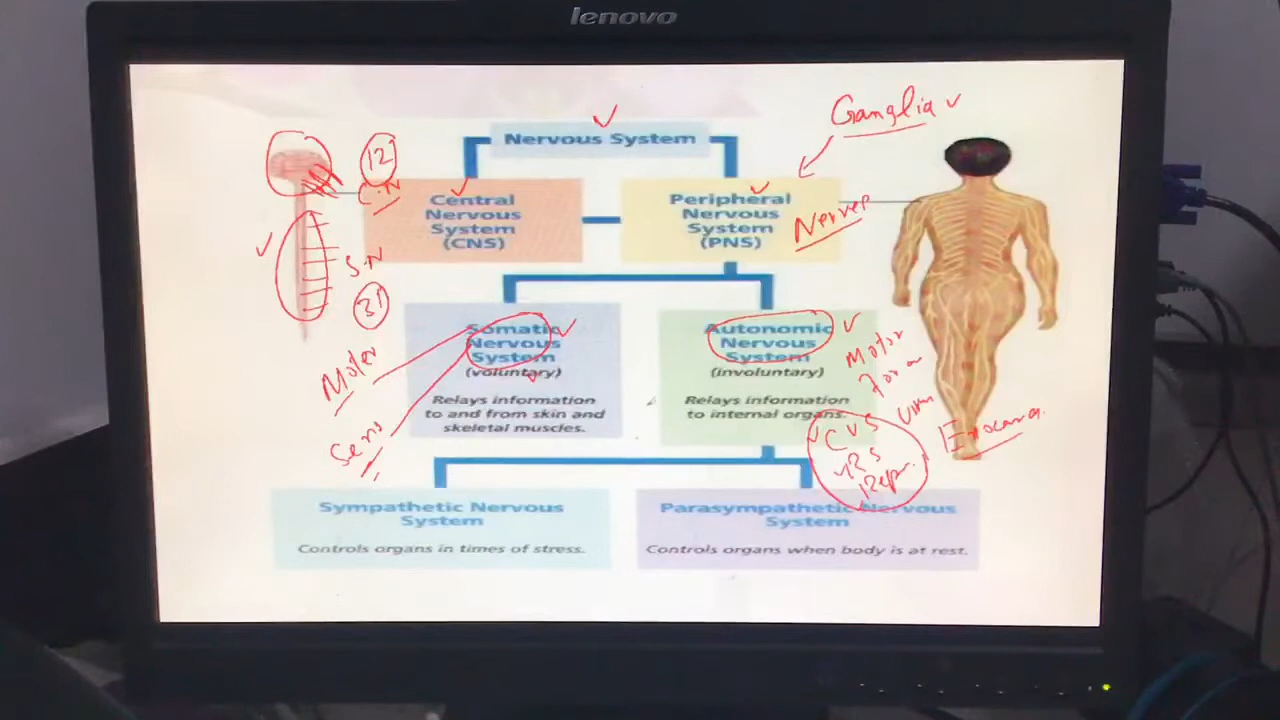 lenovo
Ganglia
Nervous System
12
C.N
Central
Nervous
System
(CNS)
Peripheral
Nervous
System
(PNS)
Nerves
S.N
31
Somatic
Nervous
System
(voluntary)
Relays information
to and from skin and
skeletal muscles.
Autonomic
Nervous
System
(involuntary)
Relays information
to internal organs.
Motor
Sens
Motor
CVS
RS
Sympathetic Nervous
System
Controls organs in times of stress.
Parasympathetic Nervous
System
Controls organs when body is at rest.